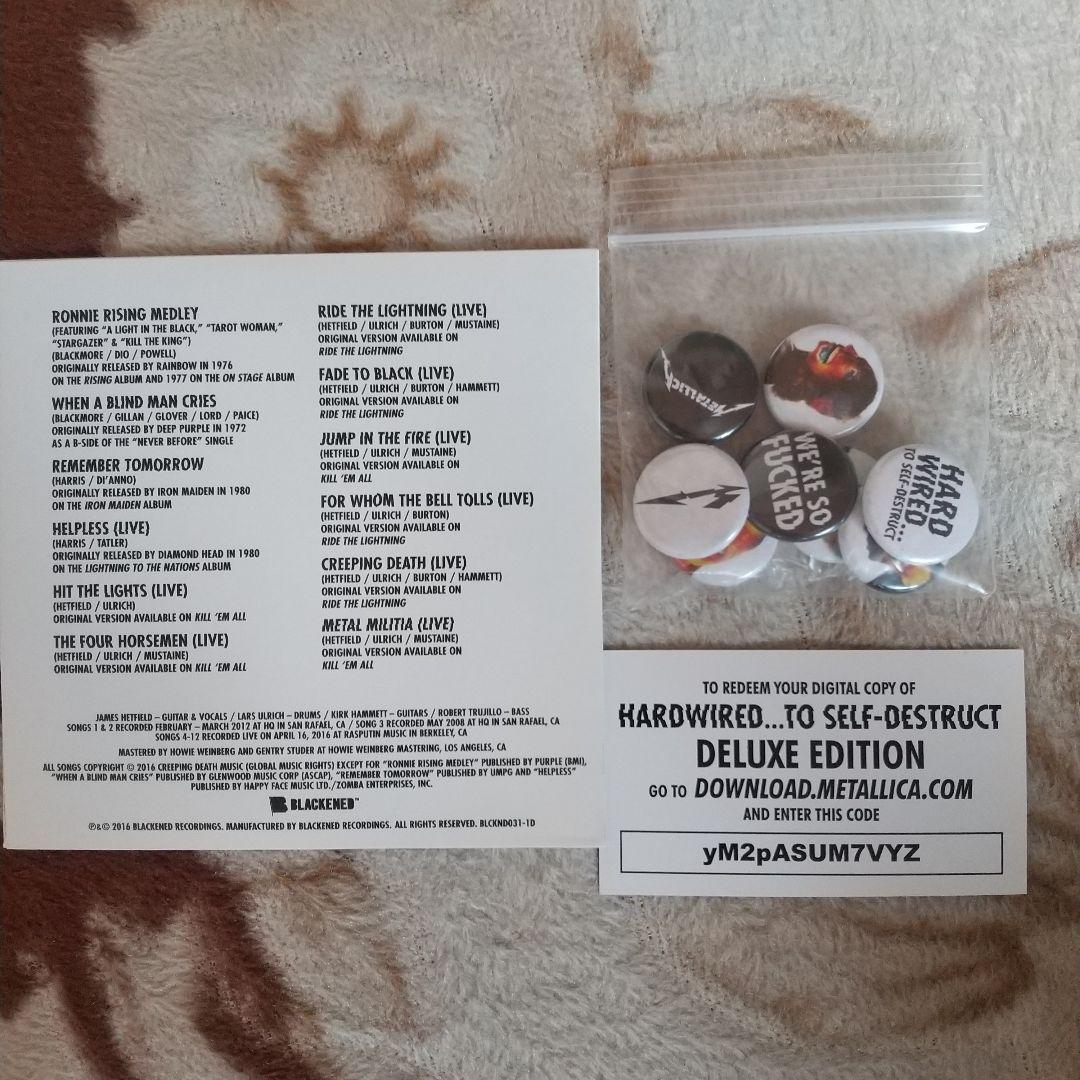 RONNIE RISING MEDLEY
(FEATURING "A LIGHT IN THE BLACK," "TAROT WOMAN,"
"STARGAZER" & "KILL THE KING")
(BLACKMORE / DIO / POWELL)
ORIGINALLY RELEASED BY RAINBOW IN 1976
ON THE RISING ALBUM AND 1977 ON THE ON STAGE ALBUM
WHEN A BLIND MAN CRIES
(BLACKMORE / GILLAN / GLOVER / LORD / PAICE)
ORIGINALLY RELEASED BY DEEP PURPLE IN 1972
AS A B-SIDE OF THE "NEVER BEFORE" SINGLE
REMEMBER TOMORROW
(HARRIS / DI'ANNO)
ORIGINALLY RELEASED BY IRON MAIDEN IN 1980
ON THE IRON MAIDEN ALBUM
HELPLESS (LIVE)
(HARRIS / TATLER)
ORIGINALLY RELEASED BY DIAMOND HEAD IN 1980
ON THE LIGHTNING TO THE NATIONS ALBUM
HIT THE LIGHTS (LIVE)
(HETFIELD / ULRICH)
ORIGINAL VERSION AVAILABLE ON KILL 'EM ALL
THE FOUR HORSEMEN (LIVE)
(HETFIELD / ULRICH / MUSTAINE)
ORIGINAL VERSION AVAILABLE ON KILL 'EM ALL
RIDE THE LIGHTNING (LIVE)
(HETFIELD / ULRICH / BURTON / MUSTAINE)
ORIGINAL VERSION AVAILABLE ON
RIDE THE LIGHTNING
FADE TO BLACK (LIVE)
(HETFIELD / ULRICH / BURTON / HAMMETT)
ORIGINAL VERSION AVAILABLE ON
RIDE THE LIGHTNING
JUMP IN THE FIRE (LIVE)
(HETFIELD / ULRICH / MUSTAINE)
ORIGINAL VERSION AVAILABLE ON
KILL 'EM ALL
FOR WHOM THE BELL TOLLS (LIVE)
(HETFIELD / ULRICH / BURTON)
ORIGINAL VERSION AVAILABLE ON
RIDE THE LIGHTNING
CREEPING DEATH (LIVE)
(HETFIELD / ULRICH / BURTON / HAMMETT)
ORIGINAL VERSION AVAILABLE ON
RIDE THE LIGHTNING
METAL MILITIA (LIVE)
(HETFIELD / ULRICH / MUSTAINE)
ORIGINAL VERSION AVAILABLE ON
KILL 'EM ALL
JAMES HETFIELD – GUITAR & VOCALS / LARS ULRICH – DRUMS / KIRK HAMMETT – GUITARS / ROBERT TRUJILLO – BASS
SONGS 1 & 2 RECORDED FEBRUARY – MARCH 2012 AT HQ IN SAN RAFAEL, CA / SONG 3 RECORDED MAY 2008 AT HQ IN SAN RAFAEL, CA
SONGS 4-12 RECORDED LIVE ON APRIL 16, 2016 AT RASPUTIN MUSIC IN BERKELEY, CA
MASTERED BY HOWIE WEINBERG AND GENTRY STUDER AT HOWIE WEINBERG MASTERING, LOS ANGELES, CA
ALL SONGS COPYRIGHT © 2016 CREEPING DEATH MUSIC (GLOBAL MUSIC RIGHTS) EXCEPT FOR "RONNIE RISING MEDLEY" PUBLISHED BY PURPLE (BMI),
"WHEN A BLIND MAN CRIES" PUBLISHED BY GLENWOOD MUSIC CORP (ASCAP), "REMEMBER TOMORROW" PUBLISHED BY UMPG AND "HELPLESS"
PUBLISHED BY HAPPY FACE MUSIC LTD./ZOMBA ENTERPRISES, INC.
BLACKENED™
℗&© 2016 BLACKENED RECORDINGS. MANUFACTURED BY BLACKENED RECORDINGS. ALL RIGHTS RESERVED. BLCKND031-1D
METALLICA
M
WE'RE SO
FUCKED
HARD
WIRED
TO SELF-DESTRUCT...
TO REDEEM YOUR DIGITAL COPY OF
HARDWIRED...TO SELF-DESTRUCT
DELUXE EDITION
GO TO DOWNLOAD.METALLICA.COM
AND ENTER THIS CODE
yM2pASUM7VYZ